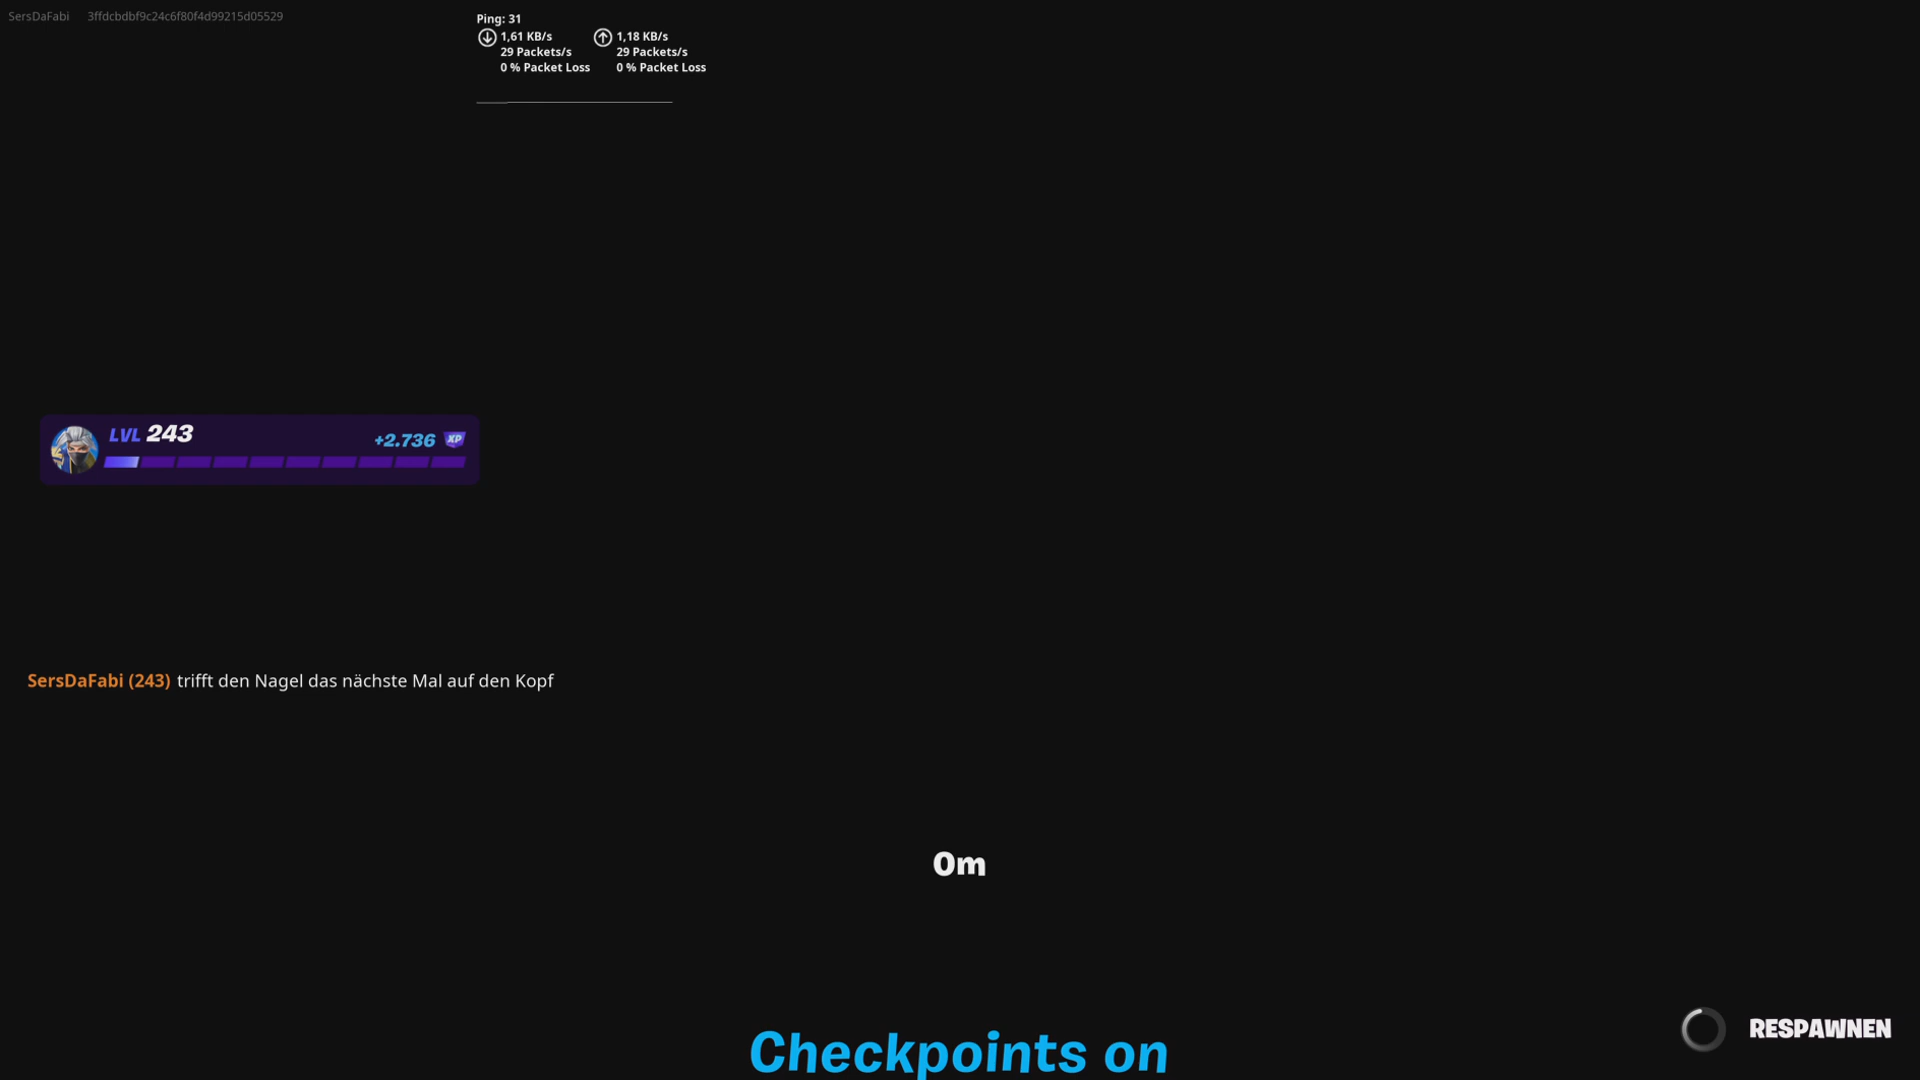 SersDaFabi 3ffdcbdbf9c24c6f80f4d99215d05529
Ping: 31
1,61 KB/s 1,18 KB/s
29 Packets/s 29 Packets/s
0 % Packet Loss 0 % Packet Loss
LVL 243 +2.736 XP
SersDaFabi (243) trifft den Nagel das nächste Mal auf den Kopf
0m
Checkpoints on
RESPAWNEN